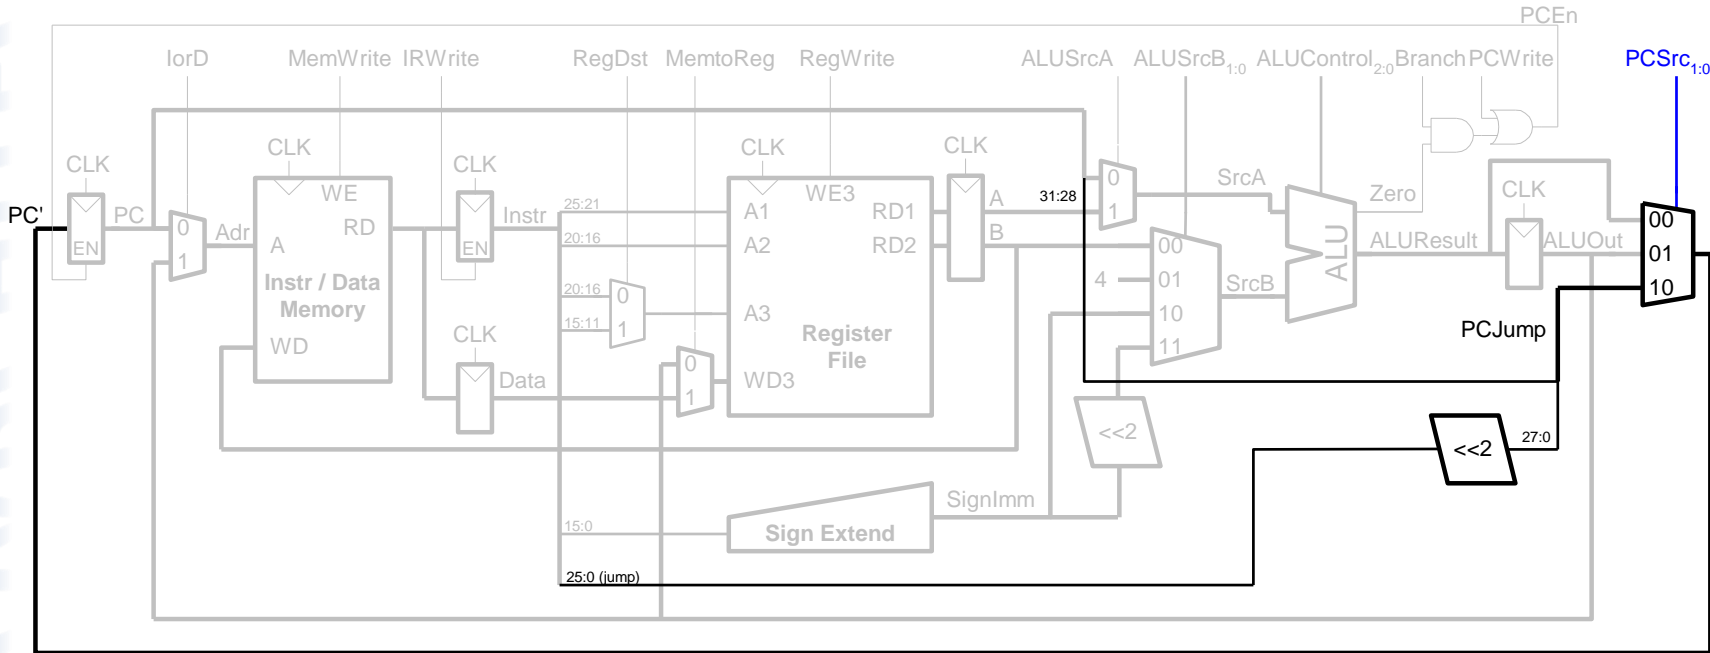 PCEn
IorD MemWrite IRWrite RegDst MemtoReg RegWrite ALUSrcA ALUSrcB1:0 ALUControl2:0 Branch PCWrite PCSrc1:0
CLK CLK CLK CLK CLK CLK
PC' PC EN
0 1 Adr
WE RD A
Instr / Data
Memory
WD
EN Instr
CLK
Data
25:21
20:16
20:16
15:11
15:0
25:0 (jump)
0 1
0 1
WE3
A1 RD1
A2 RD2
A3
Register
File
WD3
A
B
31:28
0 1
SrcA
4
00
01
10
11
SrcB
ALU
Zero
ALUResult
ALUOut
00
01
10
PCJump
<<2
<<2
27:0
SignImm
Sign Extend